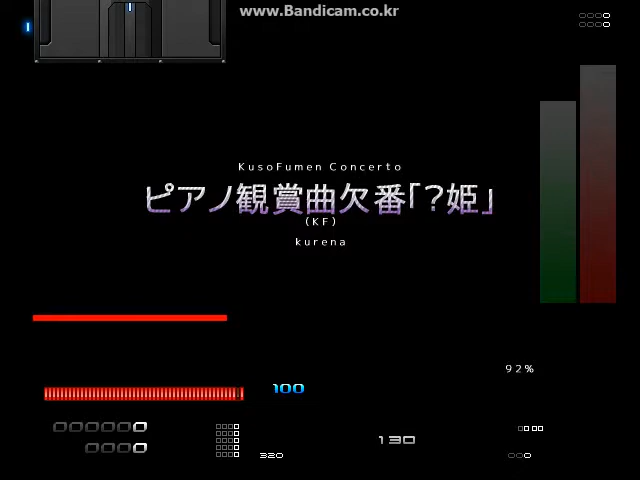 www.Bandicam.co.kr
KusoFumen Concerto
ピアノ観賞曲欠番「?姫」
(KF)
kurena
92%
100
130
320